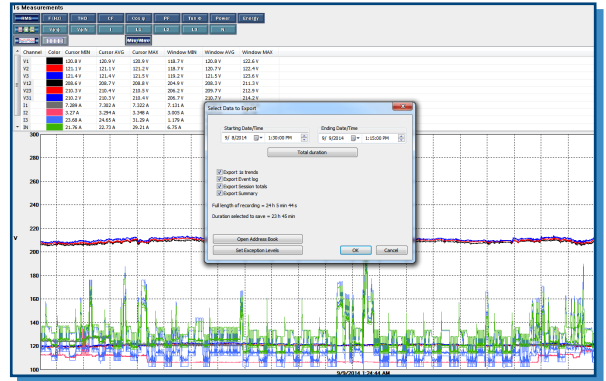 1s Measurements
RMS F (Hz) THD CF Cos φ PF Tan Φ Power Energy
Vp g Vp N I L1 L2 L3 N
Min/Max
Channel Color Cursor MIN Cursor AVG Cursor MAX Window MIN Window AVG Window MAX
V1 120.8 V 120.9 V 120.9 V 118.7 V 120.9 V 122.6 V
V2 121.1 V 121.1 V 121.2 V 118.7 V 120.7 V 122.4 V
V3 121.4 V 121.4 V 121.5 V 119.2 V 121.5 V 123.6 V
V12 208.6 V 208.7 V 208.8 V 204.9 V 208.3 V 211.3 V
V23 210.3 V 210.4 V 210.5 V 206.2 V 209.7 V 212.9 V
V31 210.2 V 210.3 V 210.4 V 206.7 V 210.7 V 214.2 V
I1 7.289 A 7.302 A 7.322 A 7.131 A
I2 3.27 A 3.294 A 3.348 A 3.005 A
I3 23.68 A 24.65 A 31.29 A 1.179 A
IN 21.76 A 22.73 A 29.21 A 6.75 A
Select Data to Export
Starting Date/Time Ending Date/Time
9/ 8/2014 1:30:00 PM 9/ 9/2014 1:15:00 PM
Total duration
Export 1s trends
Export Event log
Export Session totals
Export Summary
Full length of recording = 24 h 5 min 44 s
Duration selected to save = 23 h 45 min
Open Address Book
Set Exception Levels OK Cancel
300
280
260
240
V
220
200
180
160
140
120
100
9/9/2014 1:24:44 AM